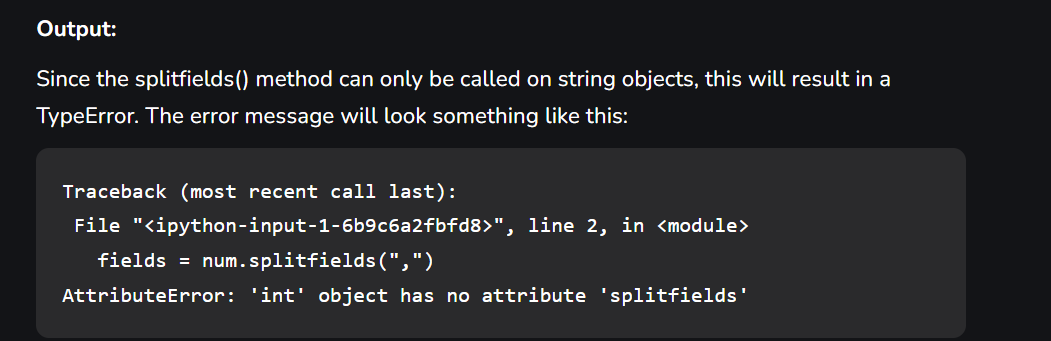 Output:
Since the splitfields() method can only be called on string objects, this will result in a
TypeError. The error message will look something like this:
Traceback (most recent call last):
 File "<ipython-input-1-6b9c6a2fbfd8>", line 2, in <module>
   fields = num.splitfields(",")
AttributeError: 'int' object has no attribute 'splitfields'